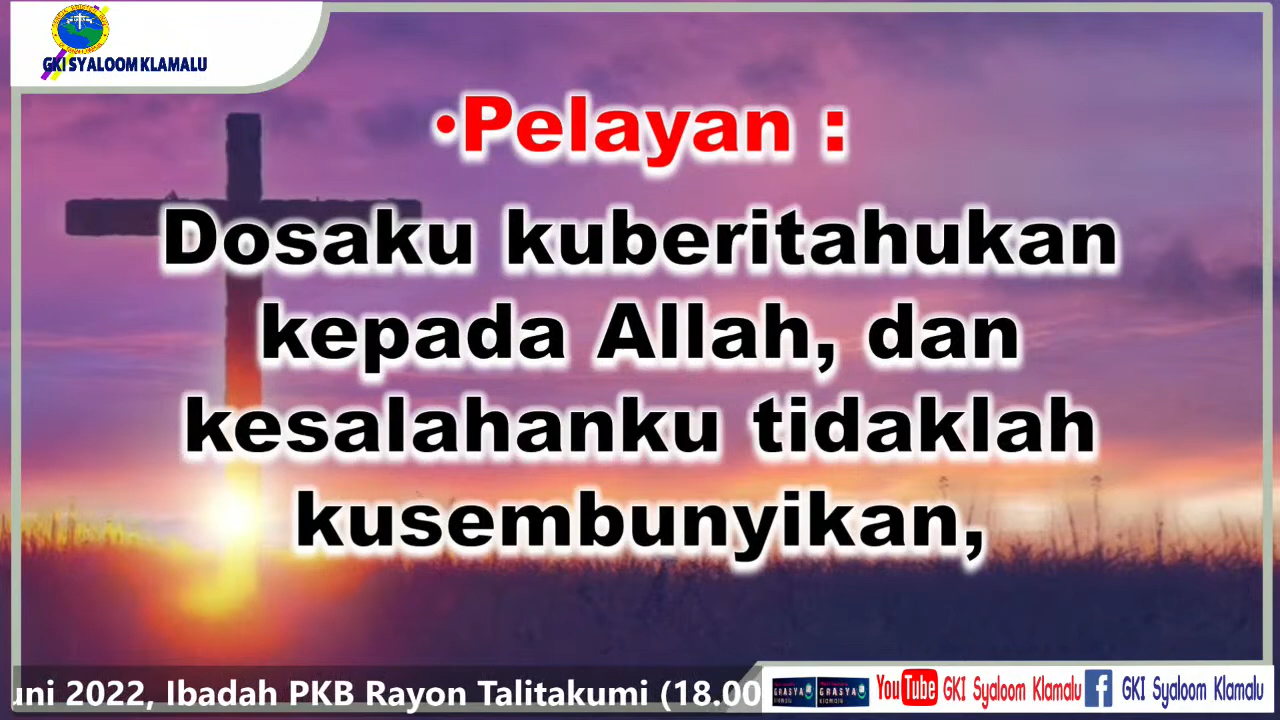 GKI SYALOOM KLAMALU
•Pelayan :
Dosaku kuberitahukan
kepada Allah, dan
kesalahanku tidaklah
kusembunyikan,
uni 2022, Ibadah PKB Rayon Talitakumi (18.00
GRASYA GRASYA
YouTube GKI Syaloom Klamalu f GKI Syaloom Klamalu